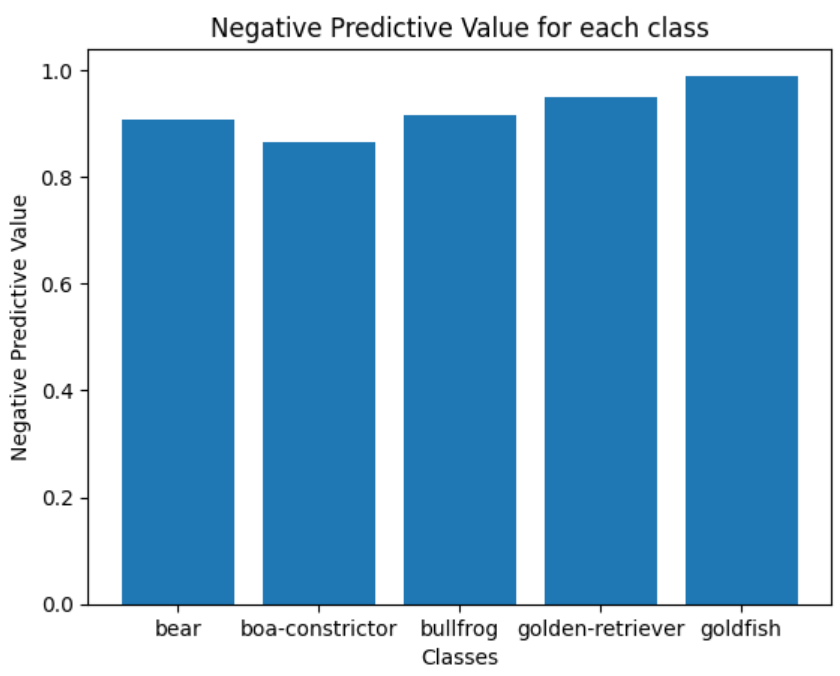 Negative Predictive Value for each class
Negative Predictive Value
1.0
0.8
0.6
0.4
0.2
0.0
bear boa-constrictor bullfrog golden-retriever goldfish
Classes